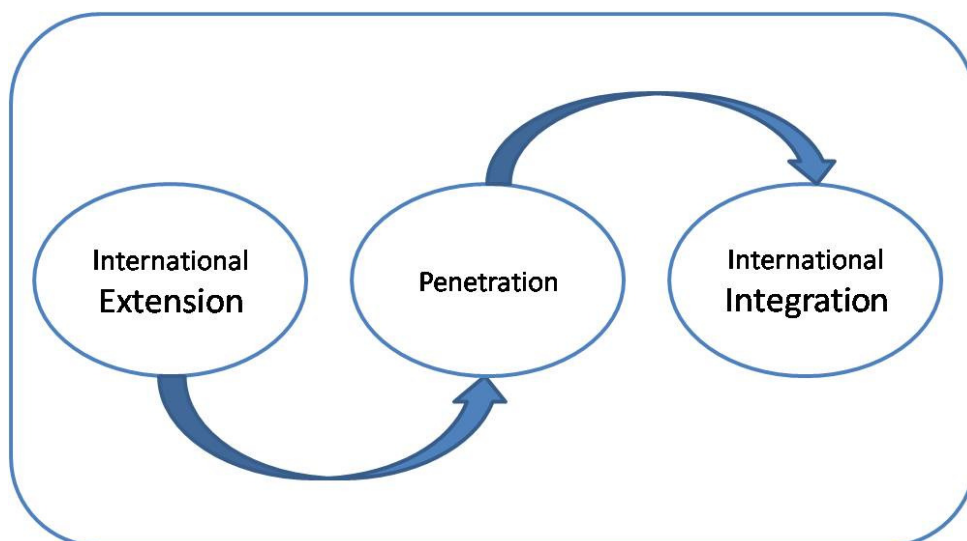 International
Extension
Penetration
International
Integration